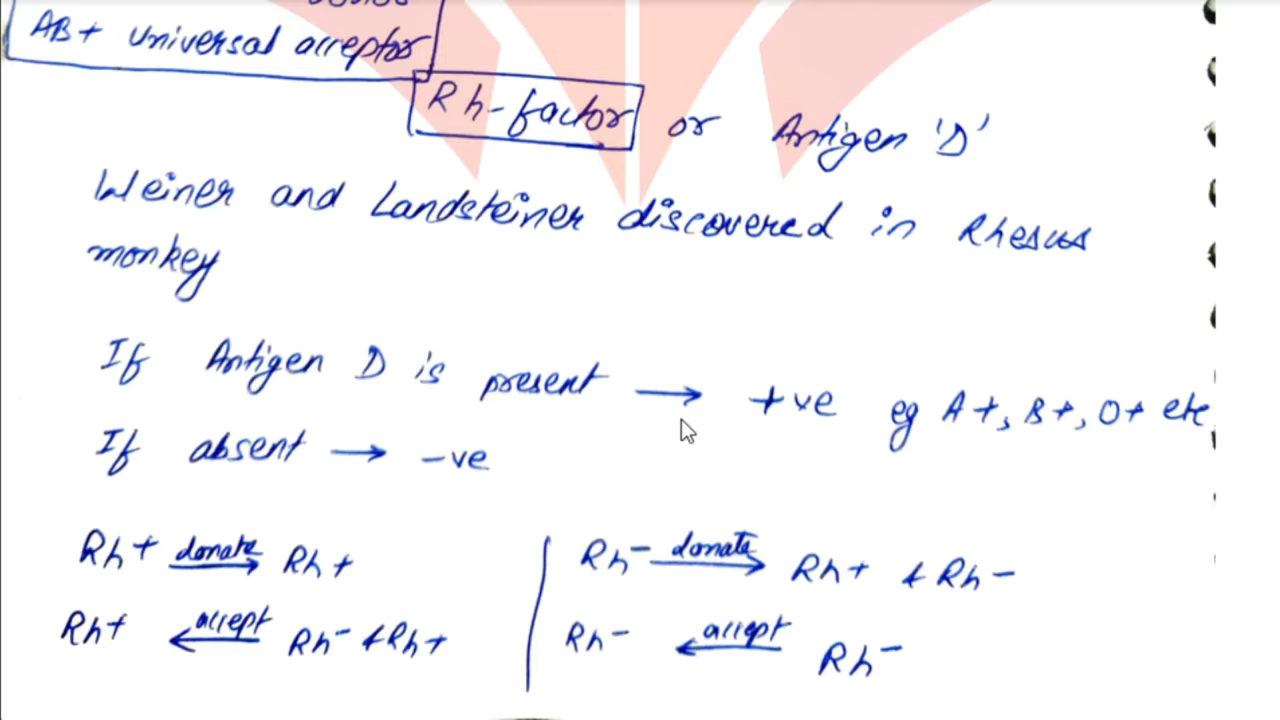 AB+ universal acceptor
Rh-factor or Antigen 'D'
Weiner and Landsteiner discovered in Rhesus
monkey
If Antigen D is present → +ve eg A+, B+, O+ etc
If absent → -ve
Rh+ donate → Rh+
Rh+ ← accept Rh- & Rh+
Rh- donate → Rh+ & Rh-
Rh- ← accept Rh-